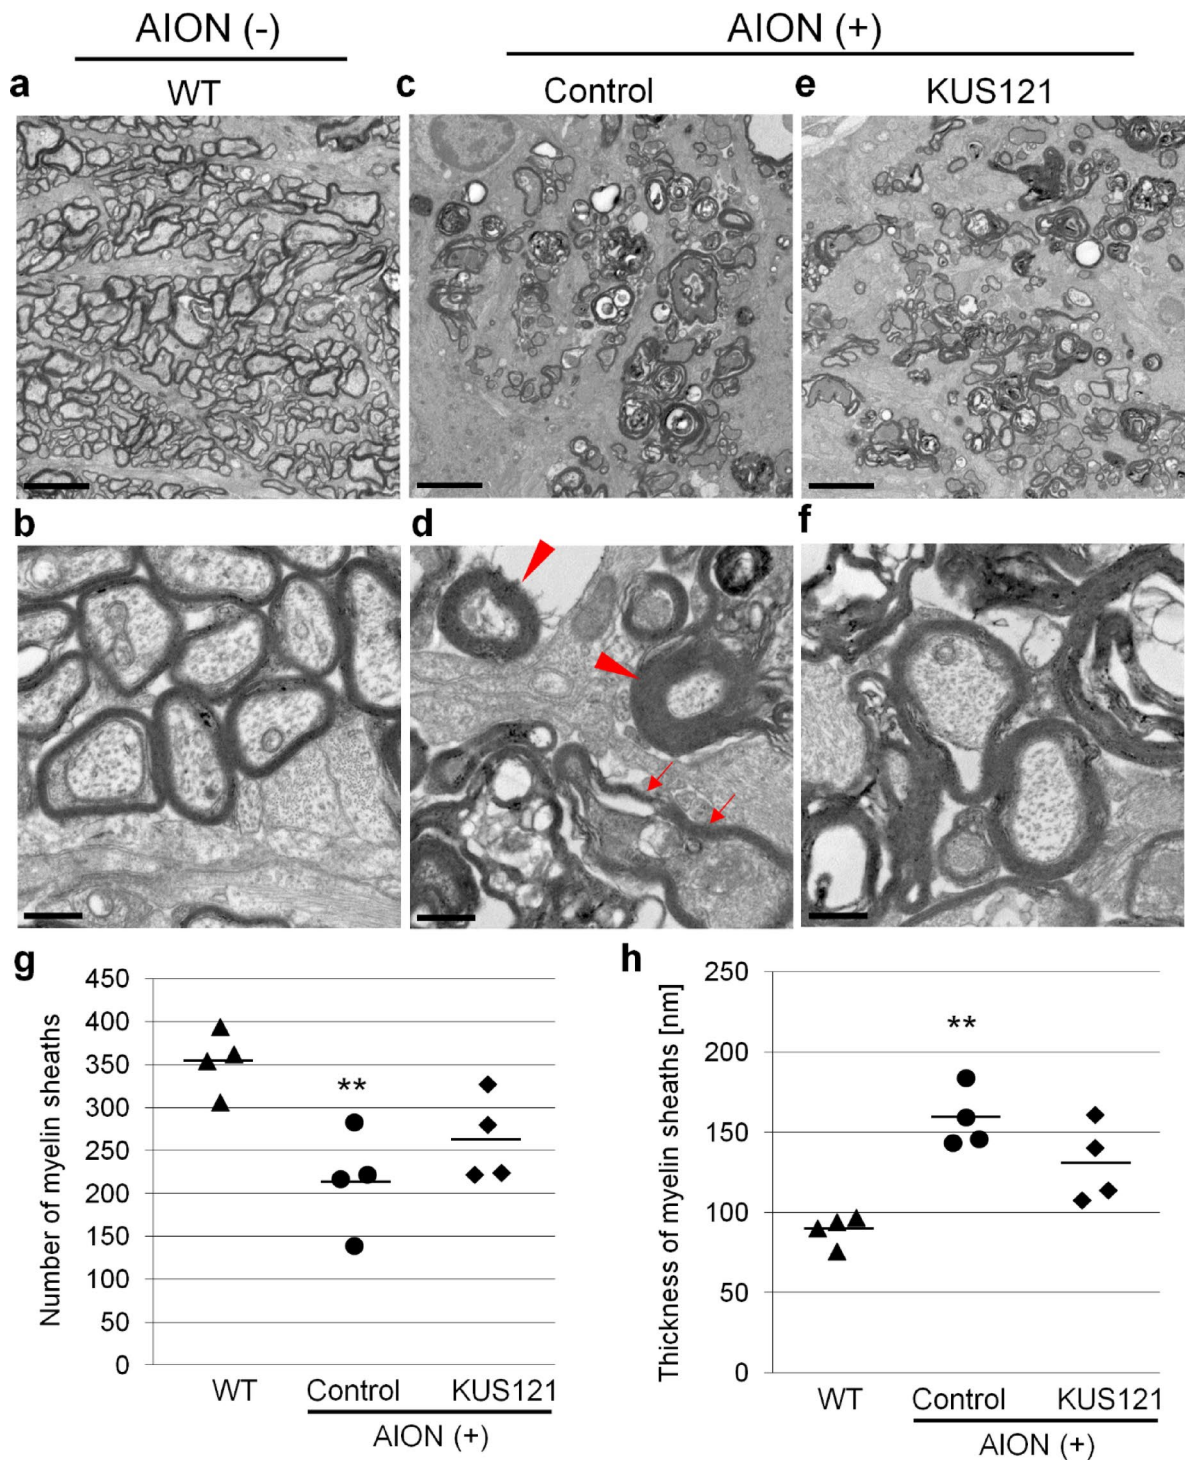 AION (-)
AION (+)
a
WT
c
Control
e
KUS121
b
d
f
g
Number of myelin sheaths
450
400
350
300
250
200
150
100
50
0
**
WT
Control
KUS121
AION (+)
h
Thickness of myelin sheaths [nm]
250
200
150
100
50
0
**
WT
Control
KUS121
AION (+)